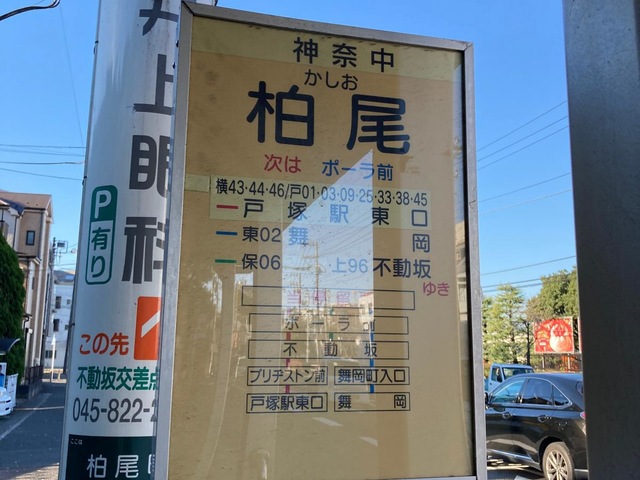 神奈中
かしお
柏尾
次は ポーラ前
横43・44・46/戸01・03・09・25・33・38・45
戸塚駅東口
東02 舞岡
保06・上96 不動坂
ゆき
ポーラ前
不動坂
ブリヂストン前 舞岡町入口
戸塚駅東口 舞岡
上眼科
P
有り
この先
不動坂交差点
045-822-
ここは
柏尾